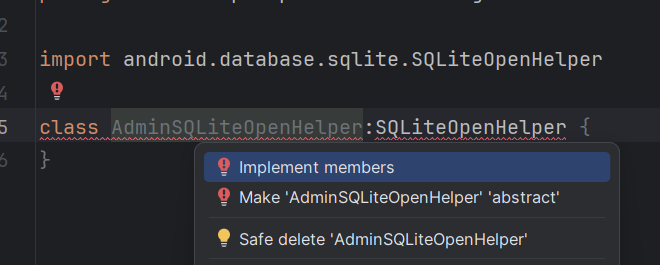 2
3 import android.database.sqlite.SQLiteOpenHelper
4
5 class AdminSQLiteOpenHelper:SQLiteOpenHelper {
6 }
Implement members
Make 'AdminSQLiteOpenHelper' 'abstract'
Safe delete 'AdminSQLiteOpenHelper'